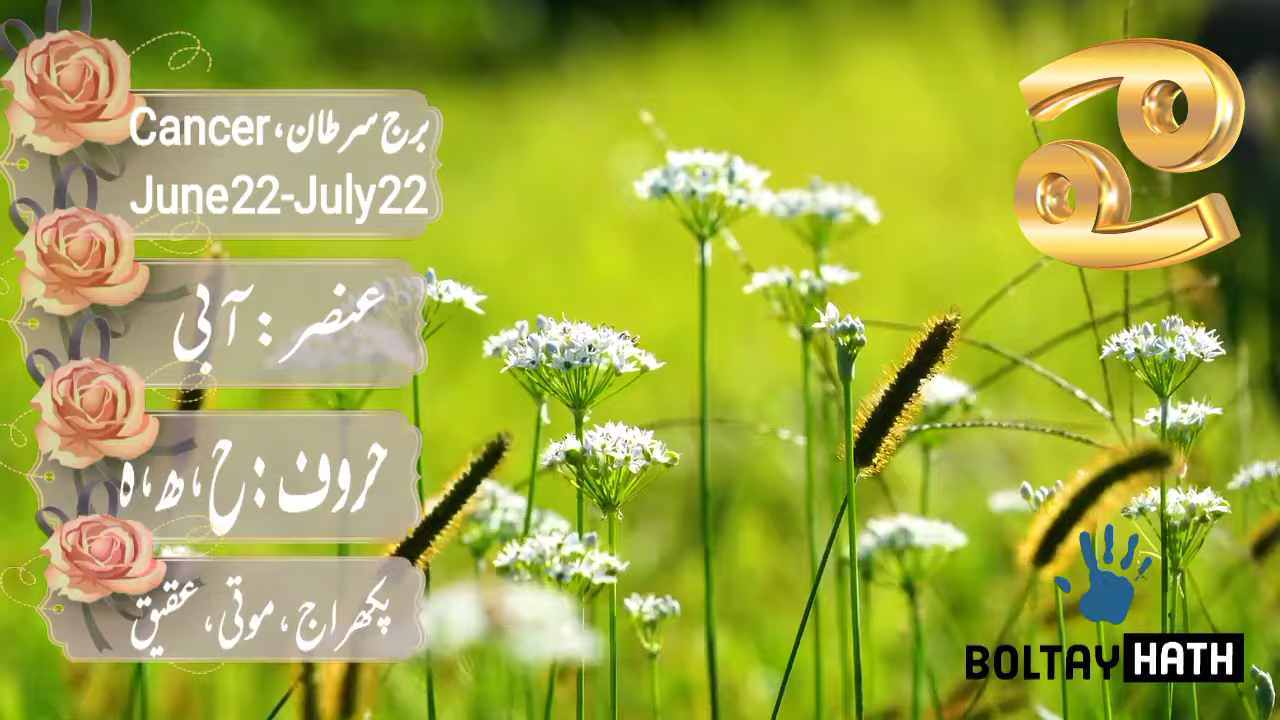 برج سرطان، Cancer
June22-July22
عنصر : آبی
حروف : ح، ھ، ہ
پکھراج، موتی، عقیق
BOLTAY HATH